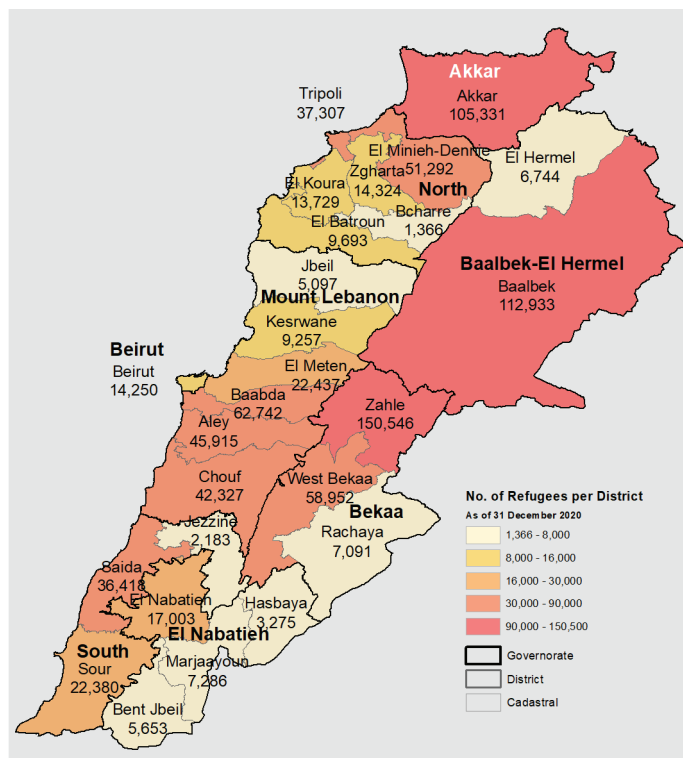 Akkar
Akkar
105,331
Tripoli
37,307
El Minieh-Dennie
51,292
El Hermel
6,744
Zgharta
14,324
El Koura
13,729
North
Bcharre
1,366
El Batroun
9,693
Baalbek-El Hermel
Baalbek
112,933
Jbeil
5,097
Mount Lebanon
Kesrwane
9,257
Beirut
Beirut
14,250
El Meten
22,437
Baabda
62,742
Zahle
150,546
Aley
45,915
Chouf
42,327
West Bekaa
58,952
Bekaa
Rachaya
7,091
Jezzine
2,183
Saida
36,418
El Nabatieh
17,003
Hasbaya
3,275
El Nabatieh
South
Sour
22,380
Marjaayoun
7,286
Bent Jbeil
5,653
No. of Refugees per District
As of 31 December 2020
1,366 - 8,000
8,000 - 16,000
16,000 - 30,000
30,000 - 90,000
90,000 - 150,500
Governorate
District
Cadastral